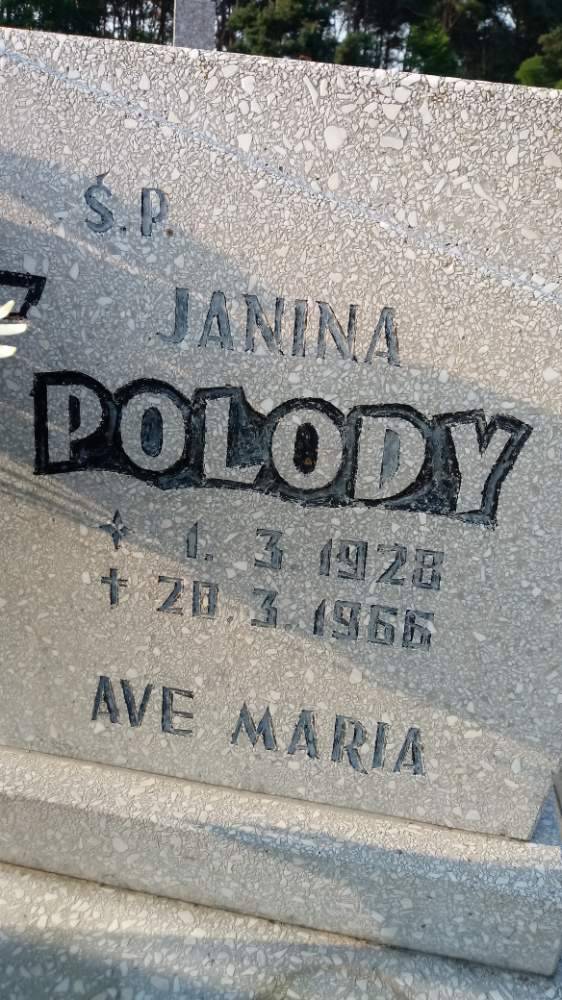 Ś.P.
JANINA
POLODY
1. 3 1928
† 20.3.1966
AVE MARIA